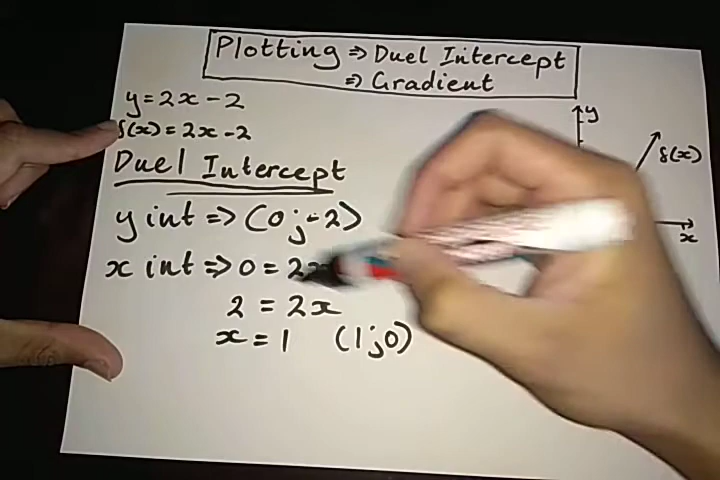 Plotting ⇒ Duel Intercept
⇒ Gradient
y = 2x - 2
f(x) = 2x - 2
Duel Intercept
y int ⇒ (0;-2)
x int ⇒ 0 = 2x
2 = 2x
x = 1 (1;0)
y
f(x)
x